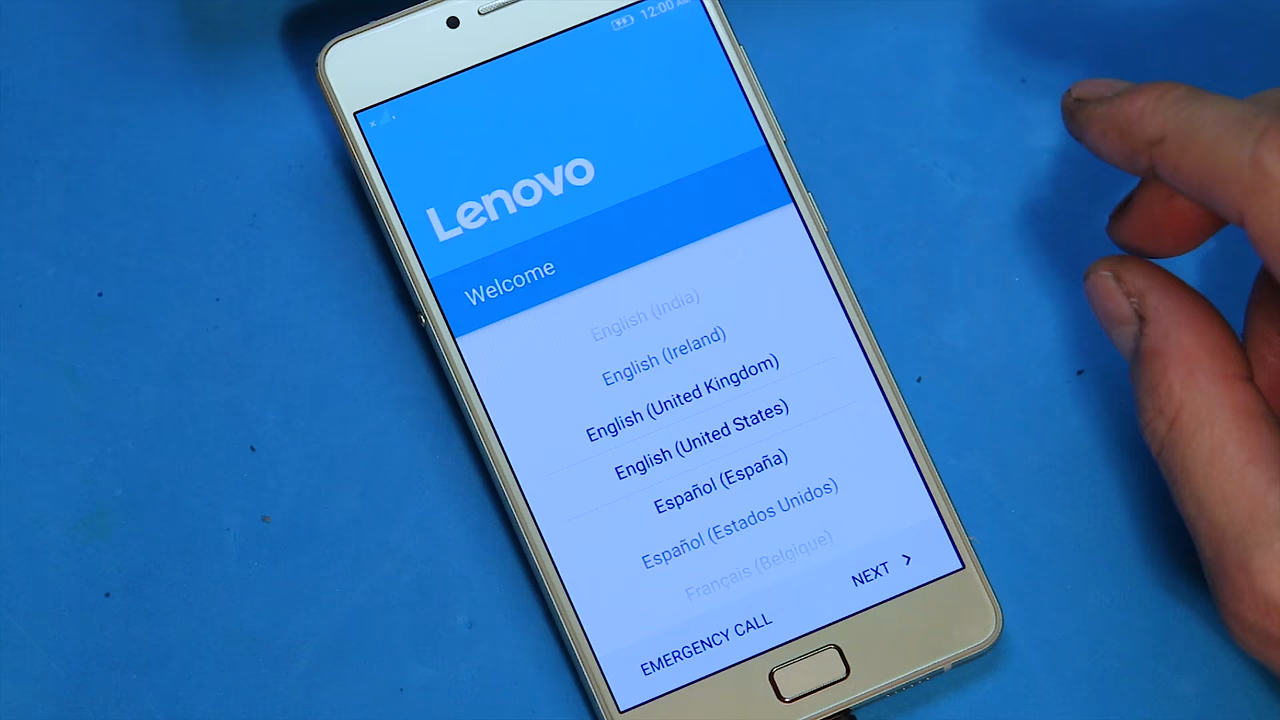 12:00 AM
Lenovo
Welcome
English (India)
English (Ireland)
English (United Kingdom)
English (United States)
Español (España)
Español (Estados Unidos)
Français (Belgique)
NEXT
EMERGENCY CALL